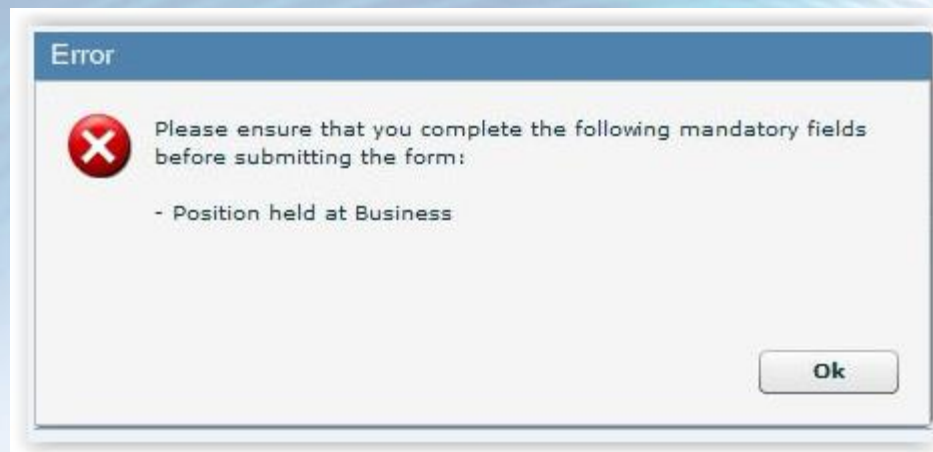 Error
Please ensure that you complete the following mandatory fields
before submitting the form:
- Position held at Business
Ok